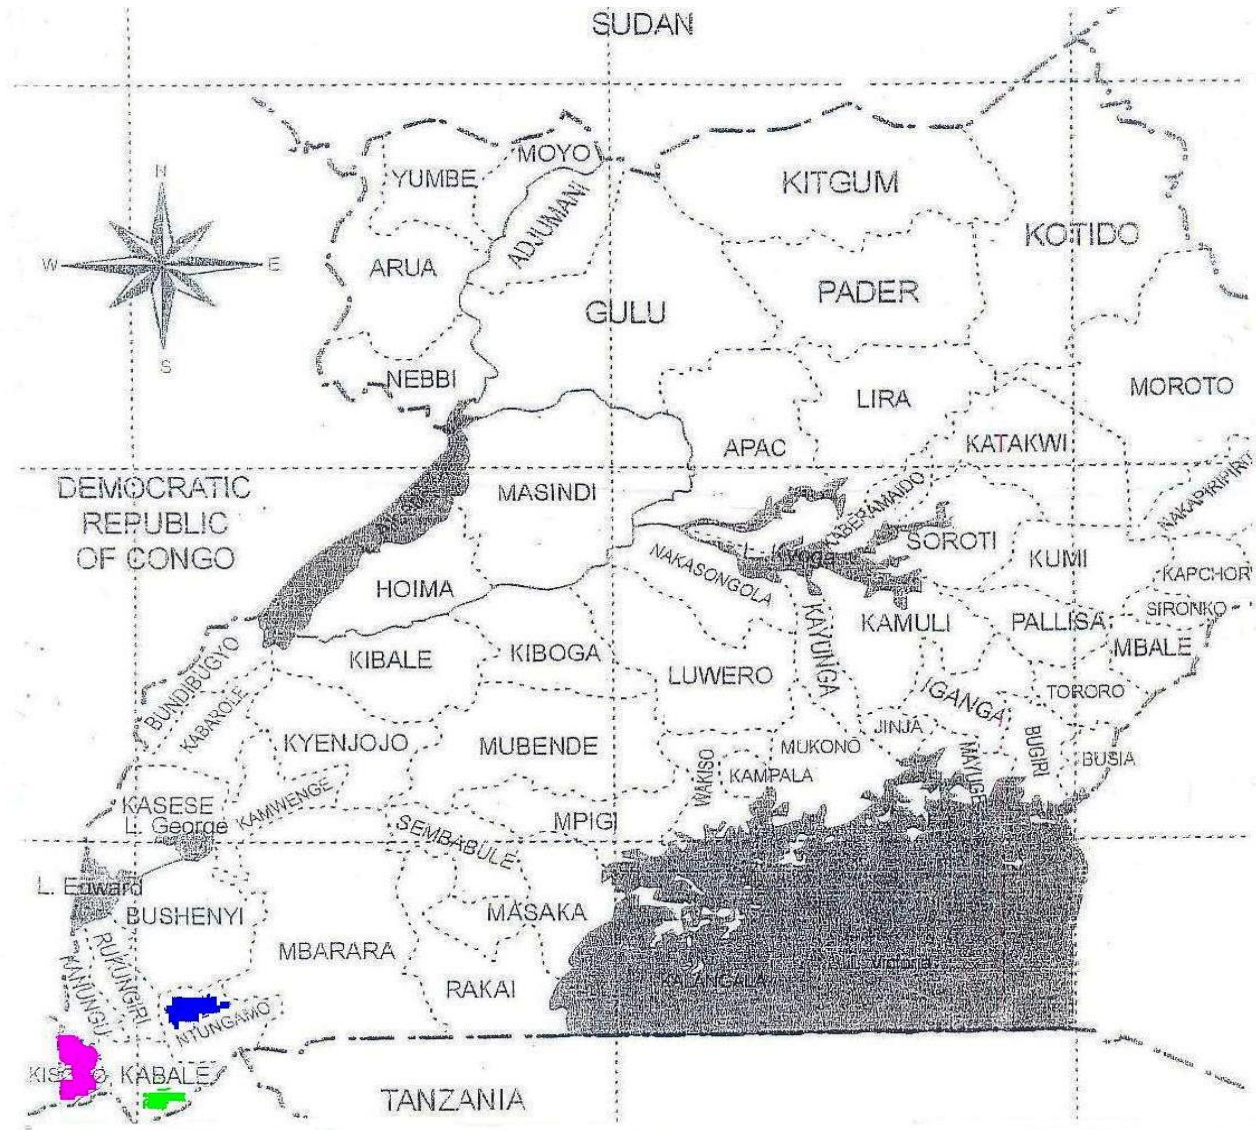 SUDAN
MOYO
YUMBE
KITGUM
ADJUMANI
KOTIDO
N
W
E
S
ARUA
PADER
GULU
NEBBI
LIRA
MOROTO
APAC
KATAKWI
DEMOCRATIC
REPUBLIC
OF CONGO
MASINDI
KABERAMAIDO
NAKAPIRIPIRIT
L. Kyoga
SOROTI
NAKASONGOLA
KUMI
KAPCHOR
HOIMA
SIRONKO
KAYUNGA
KAMULI
PALLISA
MBALE
BUNDIBUGYO
KIBALE
KIBOGA
LUWERO
KABAROLE
IGANGA
TORORO
KYENJOJO
MUBENDE
MUKONO
JINJA
BUGIRI
BUSIA
WAKISO
KAMPALA
MAYUGE
KASESE
L. George
KAMWENGE
SEMBABULE
MPIGI
L. Edward
BUSHENYI
MASAKA
RUKUNGIRI
KANUNGU
MBARARA
RAKAI
KALANGALA
L. Victoria
NTUNGAMO
KABALE
TANZANIA